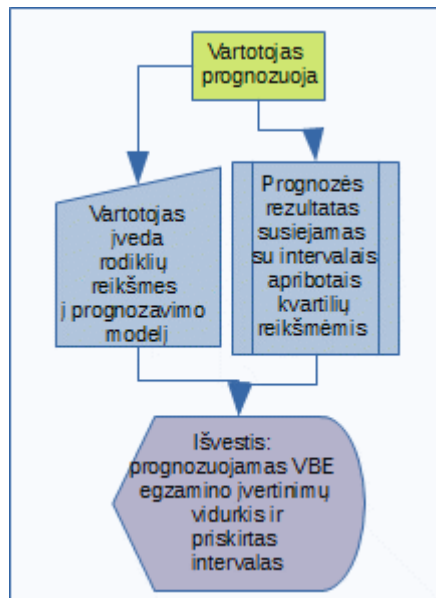 Vartotojas
prognozuoja
Vartotojas
įveda
rodiklių
reikšmes
į prognozavimo
modelį
Prognozės
rezultatas
susiejamas
su intervalais
apribotais
kvartilių
reikšmėmis
Išvestis:
prognozuojamas VBE
egzamino įvertinimų
vidurkis ir
priskirtas
intervalas